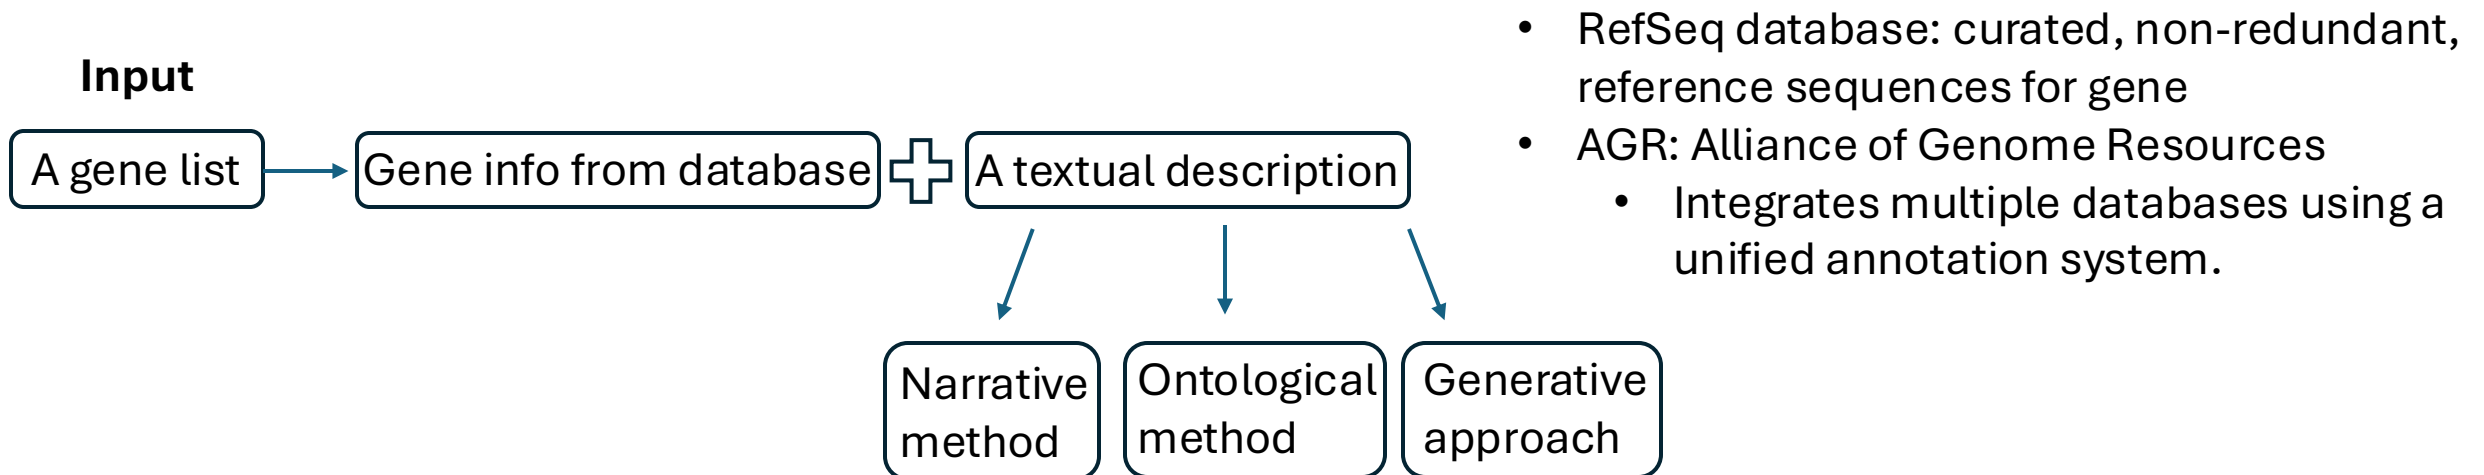 Input
A gene list
Gene info from database
A textual description
Narrative
method
Ontological
method
Generative
approach
• RefSeq database: curated, non-redundant,
reference sequences for gene
• AGR: Alliance of Genome Resources
• Integrates multiple databases using a
unified annotation system.